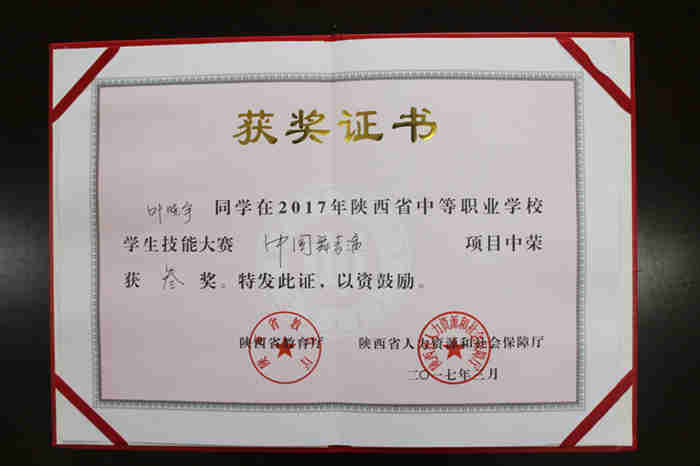 获奖证书
叶晓宇 同学在2017年陕西省中等职业学校
学生技能大赛 中国舞表演 项目中荣
获 叁 奖。特发此证，以资鼓励。
陕西省教育厅 陕西省人力资源和社会保障厅
二〇一七年三月